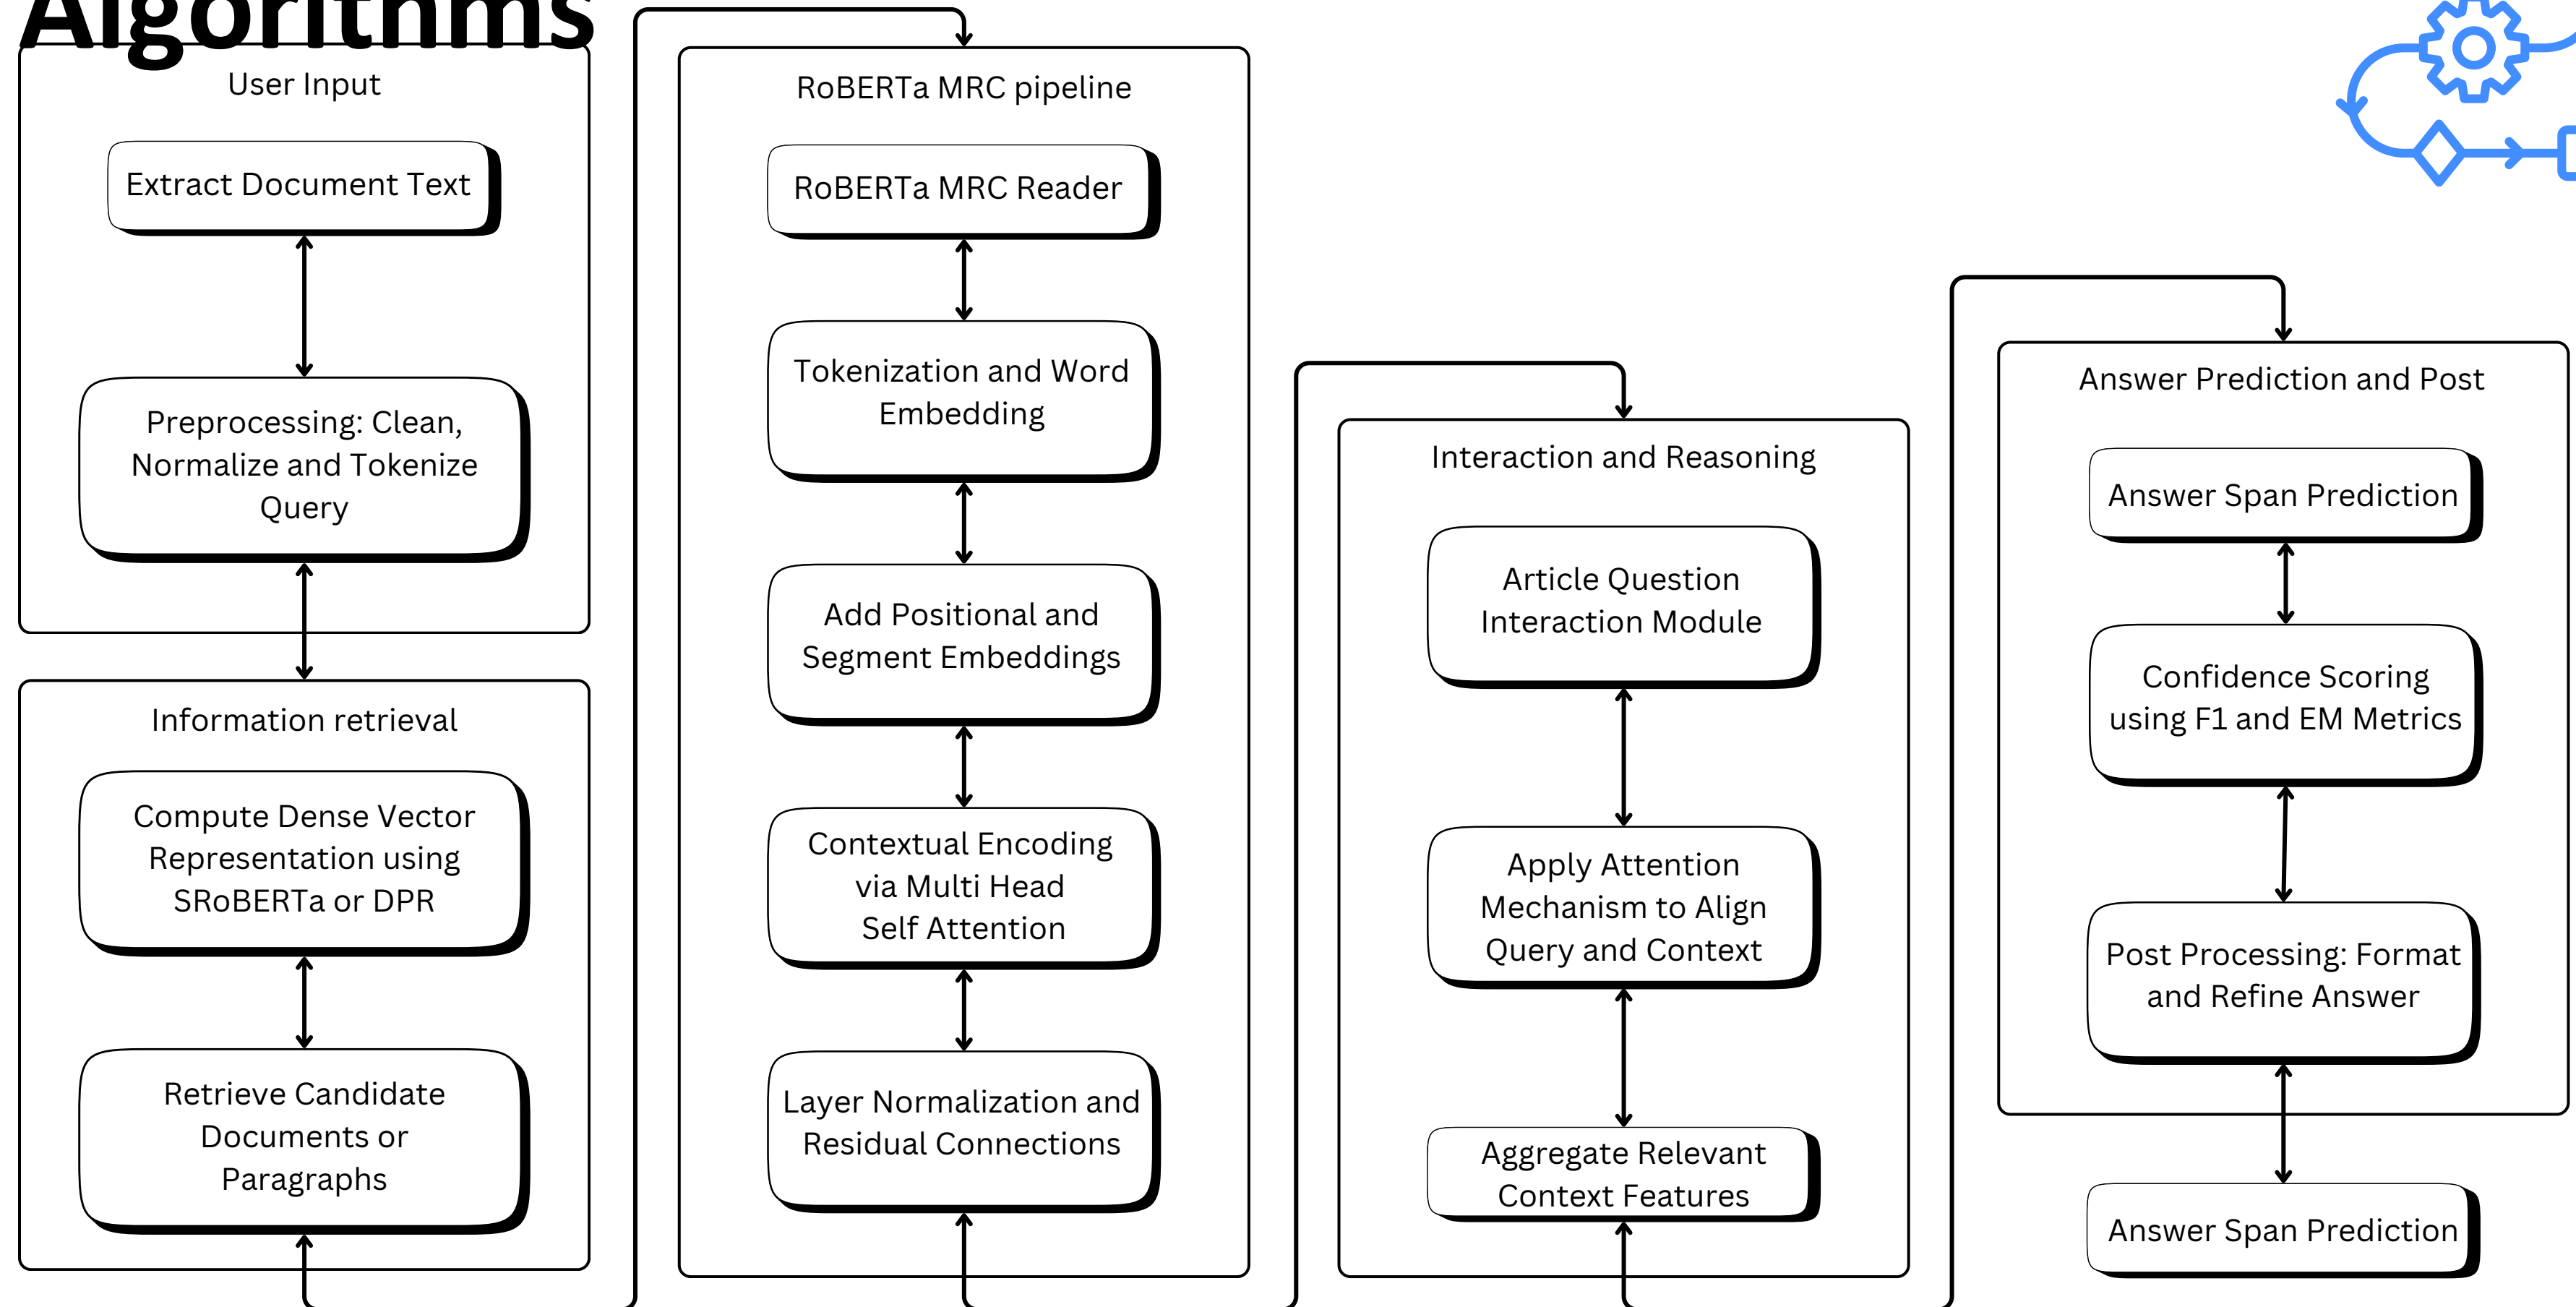 Algorithms
User Input
Extract Document Text
Preprocessing: Clean,
Normalize and Tokenize
Query
Information retrieval
Compute Dense Vector
Representation using
SRoBERTa or DPR
Retrieve Candidate
Documents or
Paragraphs
RoBERTa MRC pipeline
RoBERTa MRC Reader
Tokenization and Word
Embedding
Add Positional and
Segment Embeddings
Contextual Encoding
via Multi Head
Self Attention
Layer Normalization and
Residual Connections
Interaction and Reasoning
Article Question
Interaction Module
Apply Attention
Mechanism to Align
Query and Context
Aggregate Relevant
Context Features
Answer Prediction and Post
Answer Span Prediction
Confidence Scoring
using F1 and EM Metrics
Post Processing: Format
and Refine Answer
Answer Span Prediction